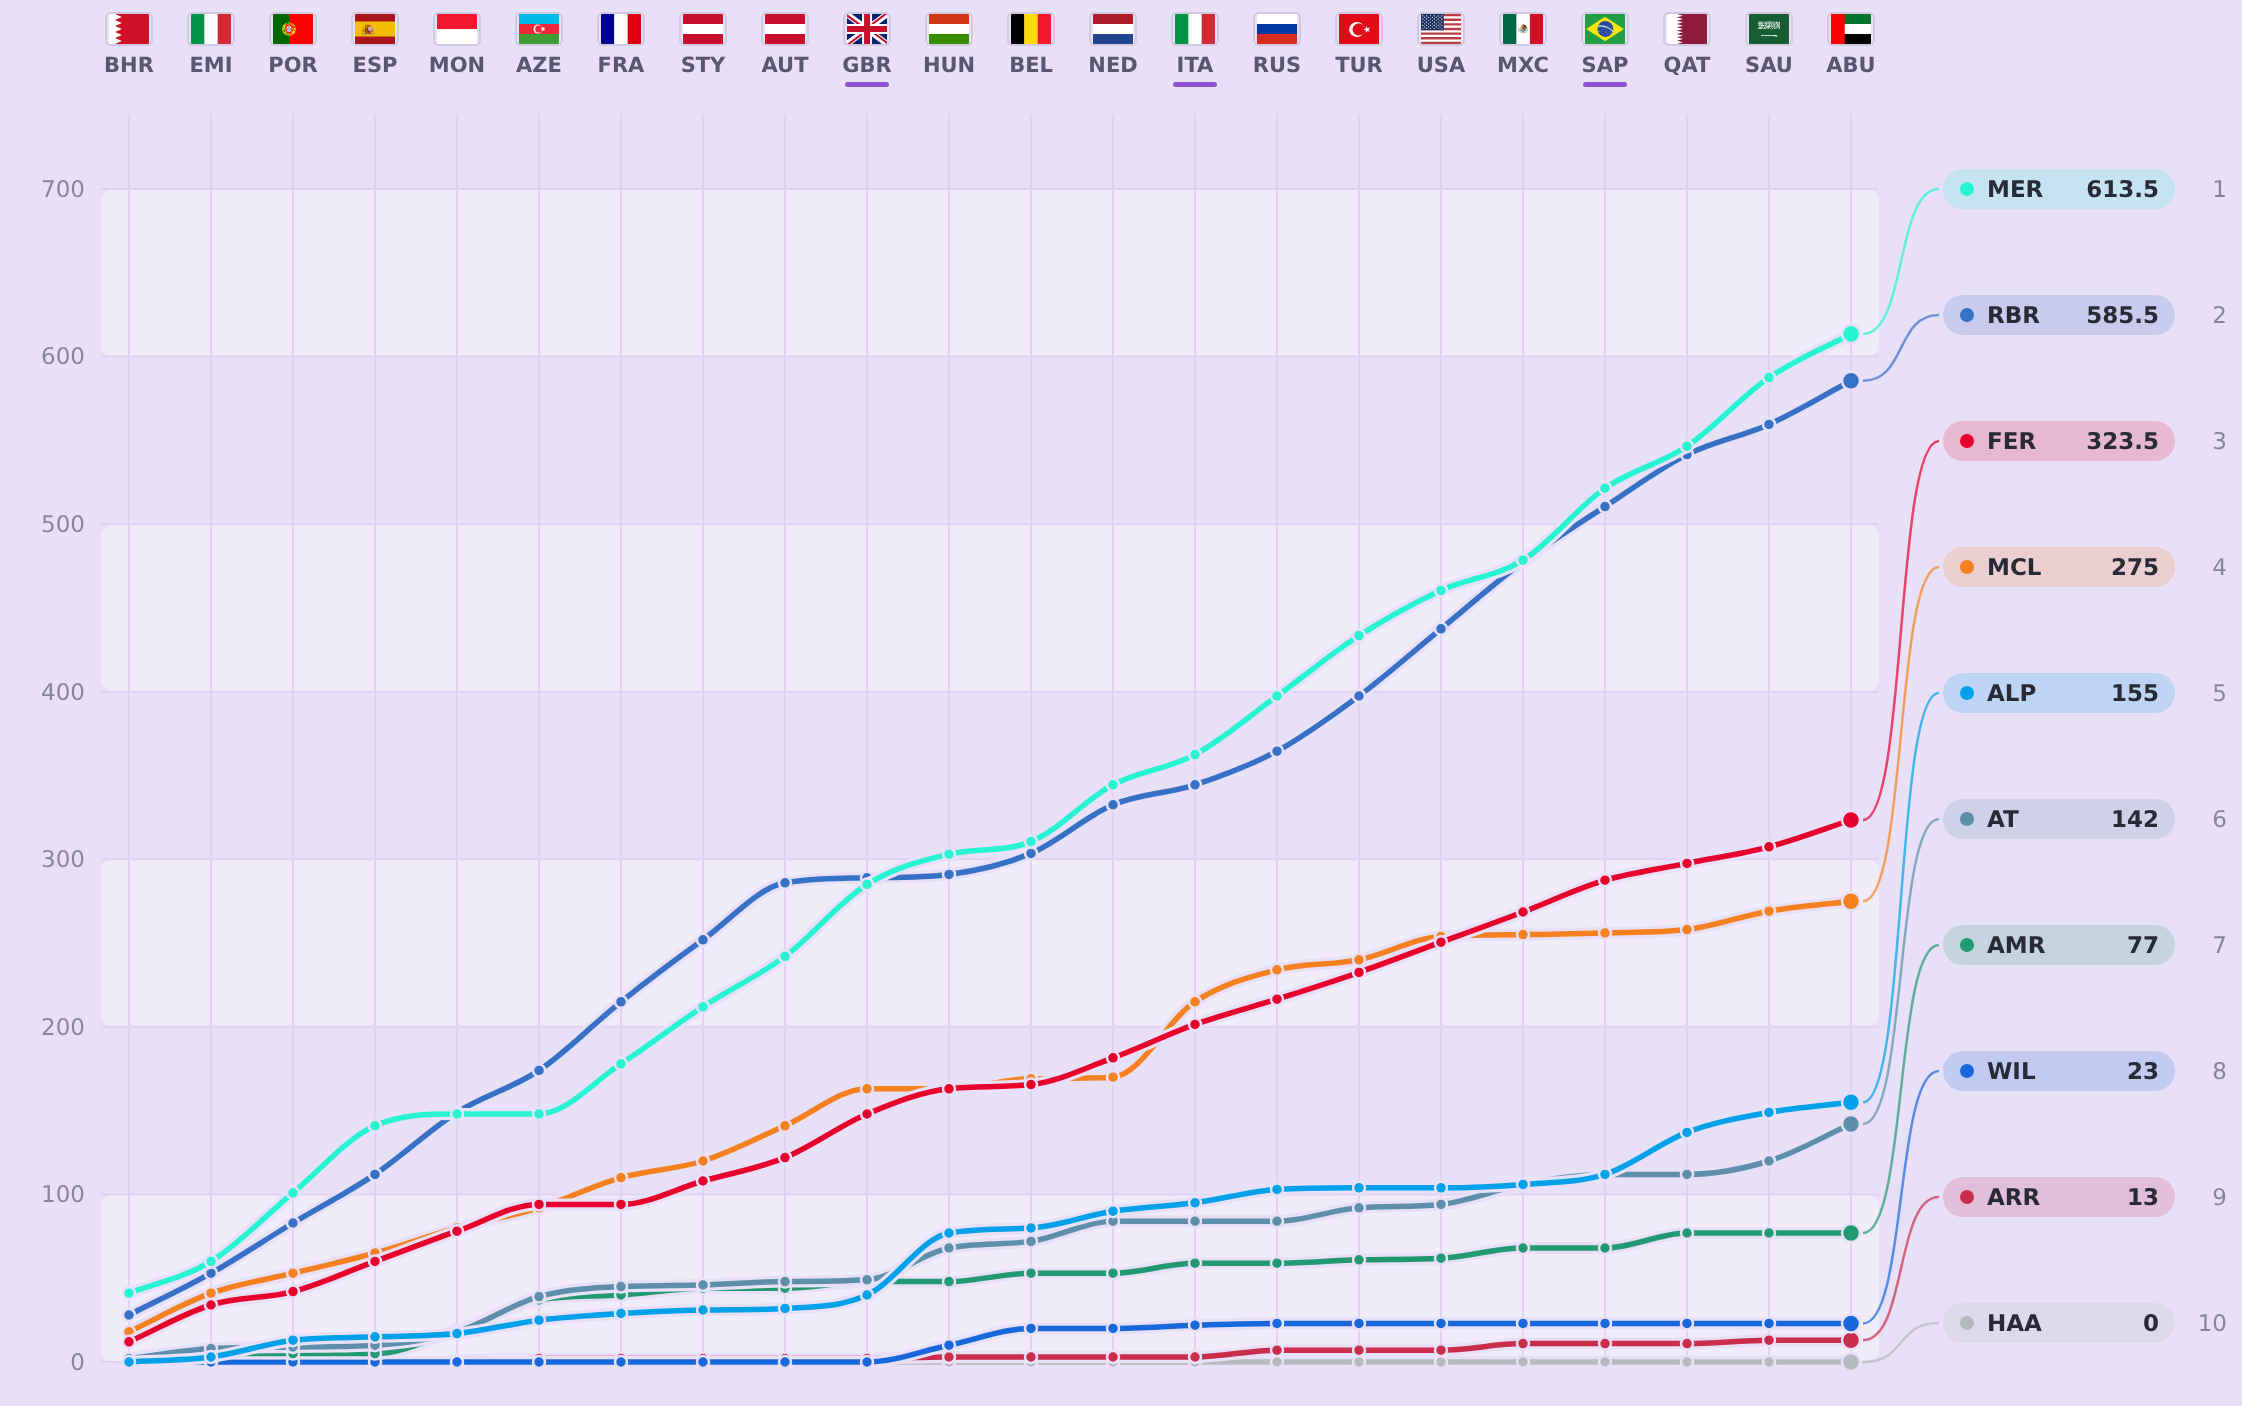 BHR EMI POR ESP MON AZE FRA STY AUT GBR HUN BEL NED ITA RUS TUR USA MXC SAP QAT SAU ABU
700
600
500
400
300
200
100
0
MER 613.5 1
RBR 585.5 2
FER 323.5 3
MCL 275 4
ALP 155 5
AT 142 6
AMR 77 7
WIL 23 8
ARR 13 9
HAA 0 10